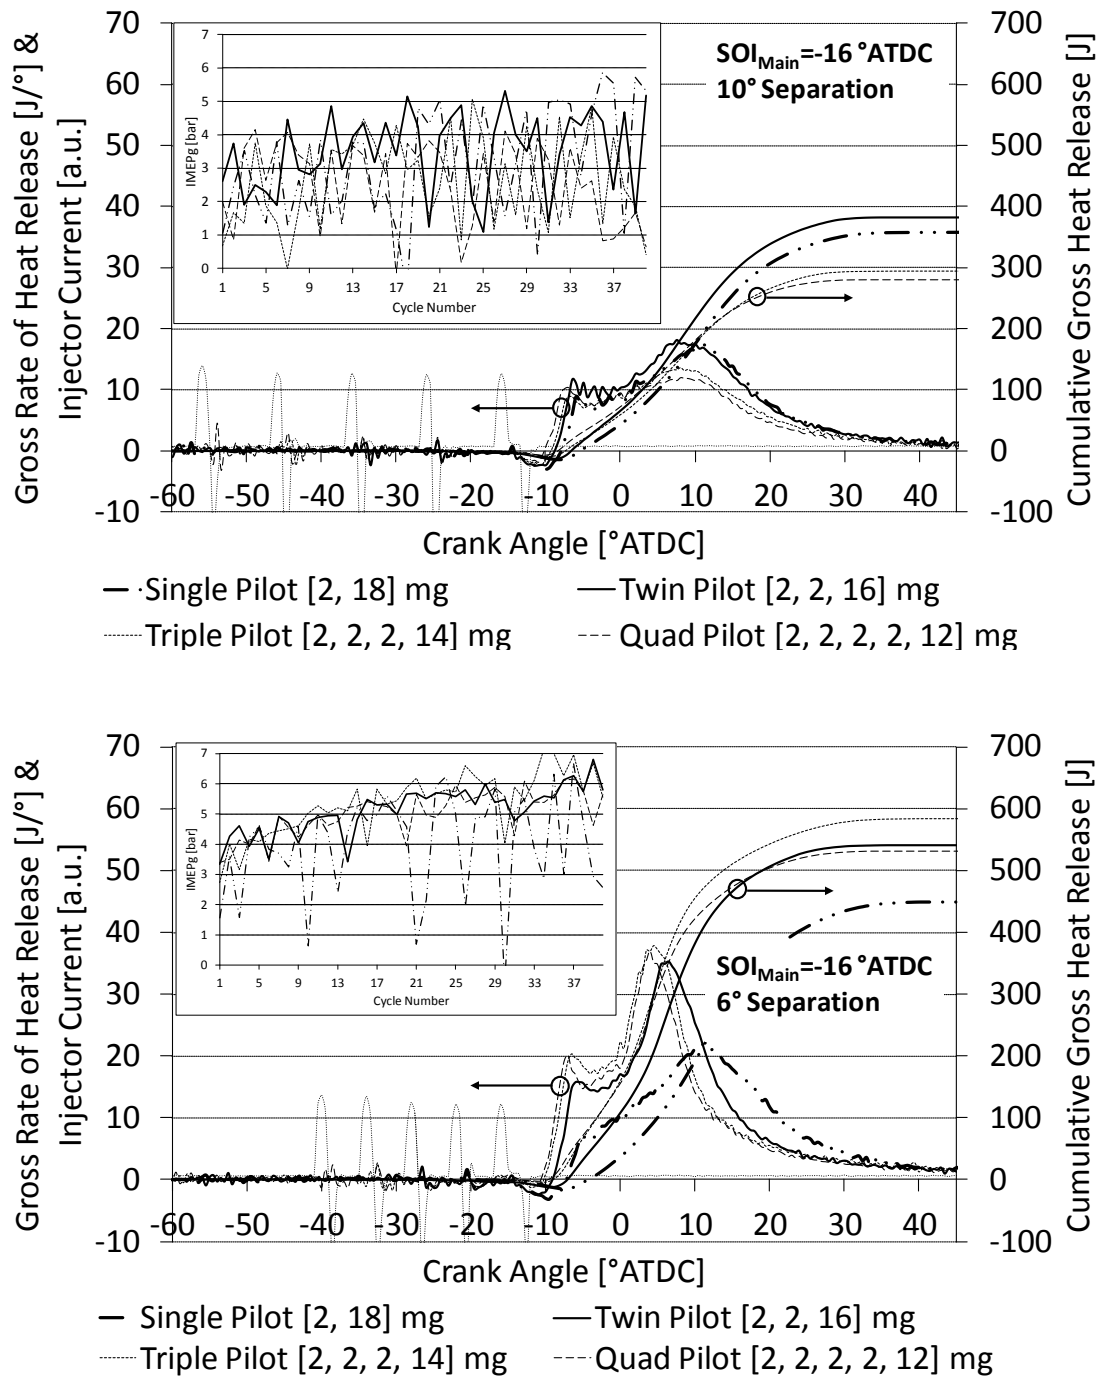 Gross Rate of Heat Release [J/°] &
Injector Current [a.u.]
70
60
50
40
30
20
10
0
-10
IMEPg [bar]
7
6
5
4
3
2
1
0
1 5 9 13 17 21 25 29 33 37
Cycle Number
SOIMain=-16 °ATDC
10° Separation
700
600
500
400
300
200
100
0
-100
Cumulative Gross Heat Release [J]
-60 -50 -40 -30 -20 -10 0 10 20 30 40
Crank Angle [°ATDC]
Single Pilot [2, 18] mg
Twin Pilot [2, 2, 16] mg
Triple Pilot [2, 2, 2, 14] mg
Quad Pilot [2, 2, 2, 2, 12] mg
Gross Rate of Heat Release [J/°] &
Injector Current [a.u.]
70
60
50
40
30
20
10
0
-10
IMEPg [bar]
7
6
5
4
3
2
1
0
1 5 9 13 17 21 25 29 33 37
Cycle Number
SOIMain=-16 °ATDC
6° Separation
700
600
500
400
300
200
100
0
-100
Cumulative Gross Heat Release [J]
-60 -50 -40 -30 -20 -10 0 10 20 30 40
Crank Angle [°ATDC]
Single Pilot [2, 18] mg
Twin Pilot [2, 2, 16] mg
Triple Pilot [2, 2, 2, 14] mg
Quad Pilot [2, 2, 2, 2, 12] mg